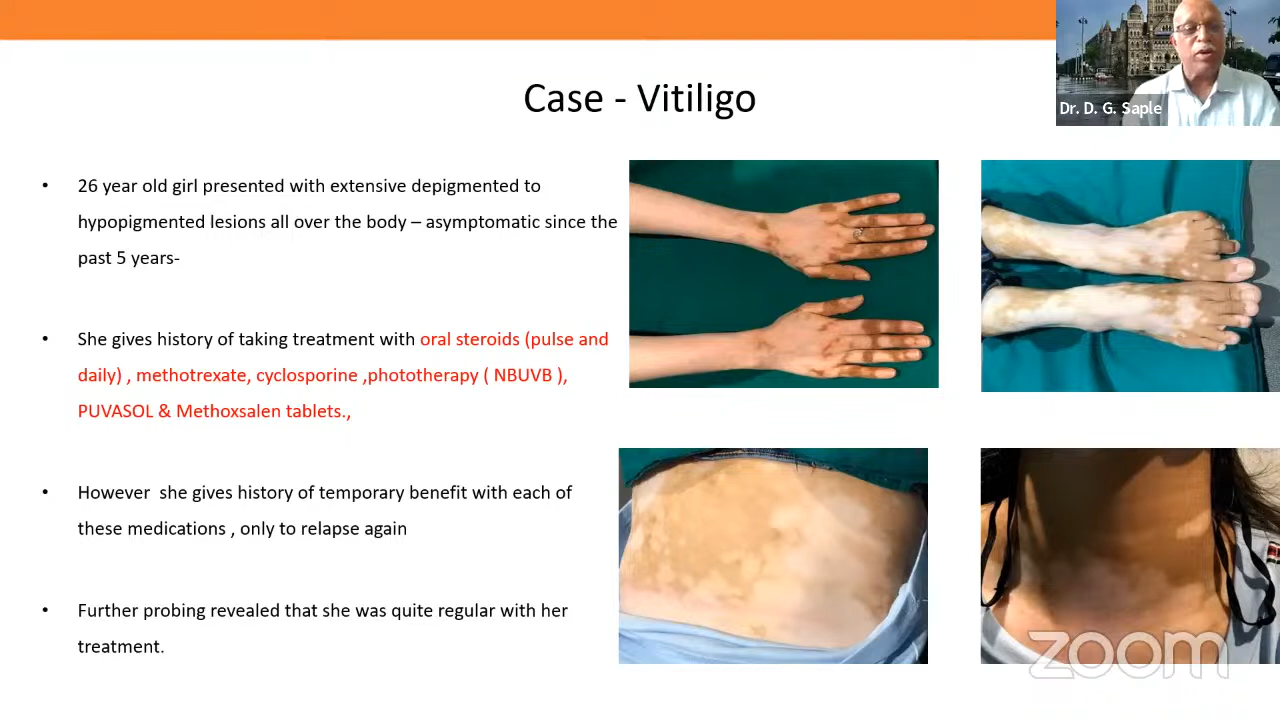 Dr. D. G. Saple
Case - Vitiligo
• 26 year old girl presented with extensive depigmented to
hypopigmented lesions all over the body – asymptomatic since the
past 5 years-
• She gives history of taking treatment with oral steroids (pulse and
daily) , methotrexate, cyclosporine ,phototherapy ( NBUVB ),
PUVASOL & Methoxsalen tablets.,
• However  she gives history of temporary benefit with each of
these medications , only to relapse again
• Further probing revealed that she was quite regular with her
treatment.
zoom